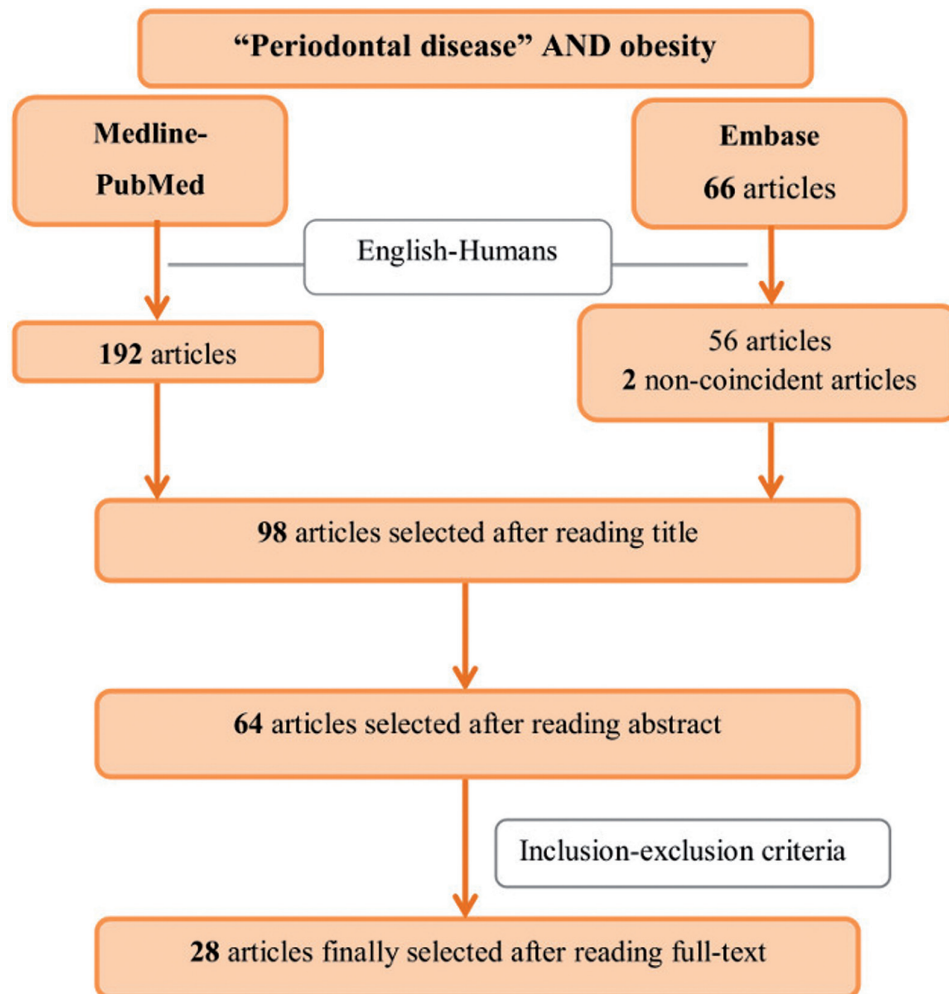 “Periodontal disease” AND obesity
Medline-
PubMed
Embase
66 articles
English-Humans
192 articles
56 articles
2 non-coincident articles
98 articles selected after reading title
64 articles selected after reading abstract
Inclusion-exclusion criteria
28 articles finally selected after reading full-text